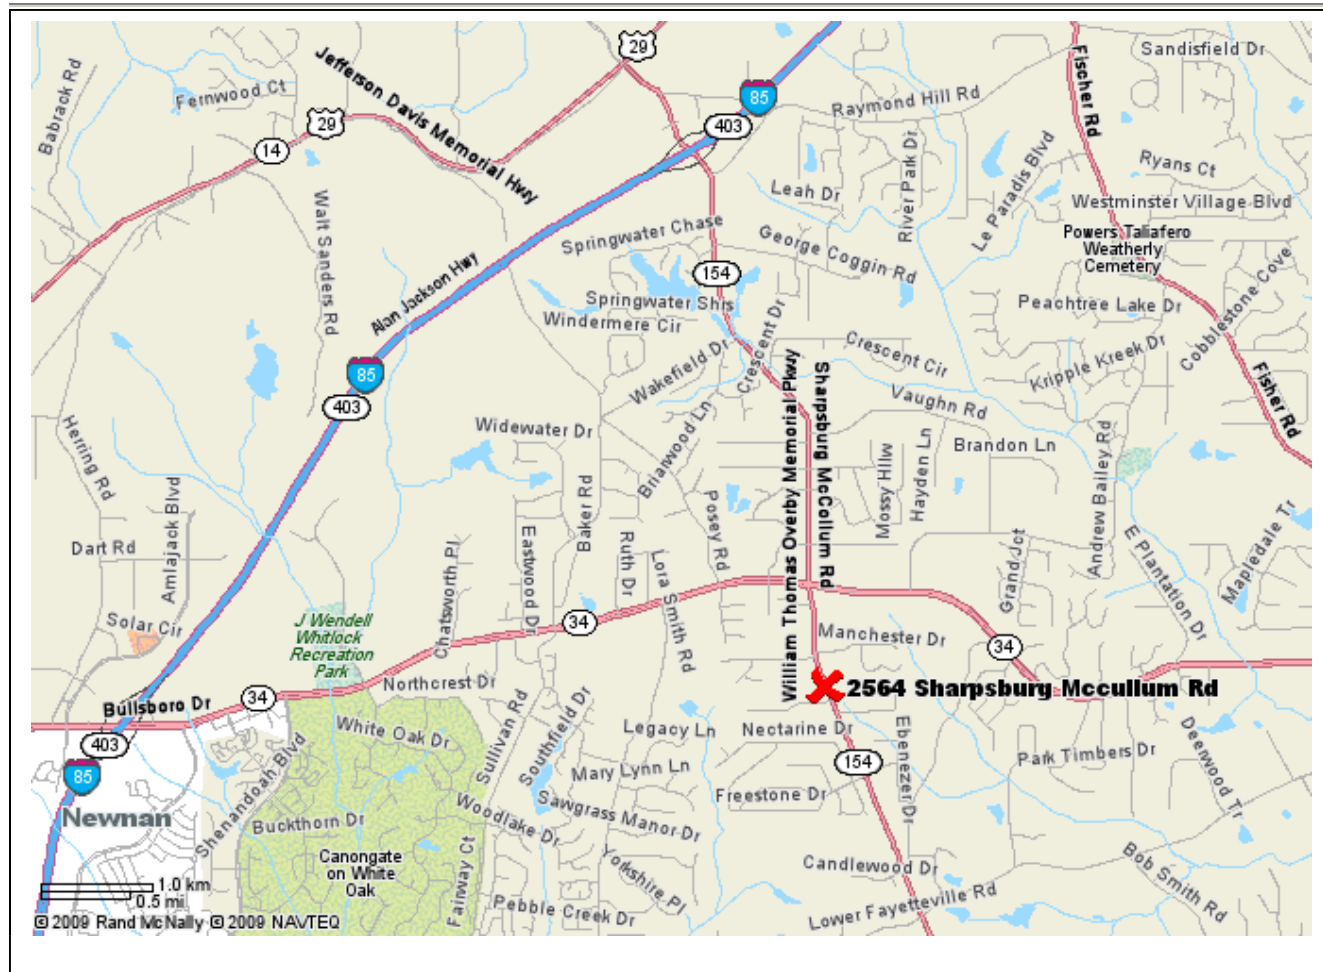 29
Sandisfield Dr
Jefferson Davis Memorial Hwy
Fischer Rd
Babrack Rd
Fernwood Ct
85
Raymond Hill Rd
29
403
14
Ryans Ct
Leah Dr
River Park Dr
Le Paradis Blvd
Westminster Village Blvd
Walt Sanders Rd
Springwater Chase
George Coggin Rd
Powers Taliafero
Weatherly
Cemetery
154
Alan Jackson Hwy
Springwater Shrs
Peachtree Lake Dr
Cobblestone Cove
Windermere Cir
Crescent Dr
Crescent Cir
Kripple Kreek Dr
85
Wakefield Dr
William Thomas Overby Memorial Pkwy
Sharpsburg McCollum Rd
403
Vaughn Rd
Fisher Rd
Herring Rd
Widewater Dr
Briarwood Ln
Brandon Ln
Hayden Ln
Mossy Hllw
Andrew Bailey Rd
Amlajack Blvd
Baker Rd
Posey Rd
Mapledale Tr
Dart Rd
Eastwood Dr
Ruth Dr
Lora Smith Rd
Grand Jct
E Plantation Dr
Chatsworth Pl
Solar Cir
J Wendell
Whitlock
Recreation
Park
34
Manchester Dr
34
Northcrest Dr
2564 Sharpsburg Mccullum Rd
34
Bullsboro Dr
403
White Oak Dr
Sullivan Rd
Southfield Dr
Legacy Ln
Nectarine Dr
Ebenezer Dr
Park Timbers Dr
Deerwood Tr
85
Shenandoah Blvd
Mary Lynn Ln
154
Newnan
Freestone Dr
Sawgrass Manor Dr
Buckthorn Dr
Woodlake Dr
Canongate
on White
Oak
Fairway Ct
Yorkshire Pl
Candlewood Dr
Bob Smith Rd
1.0 km
0.5 mi
Pebble Creek Dr
Lower Fayetteville Rd
© 2009 Rand McNally © 2009 NAVTEQ